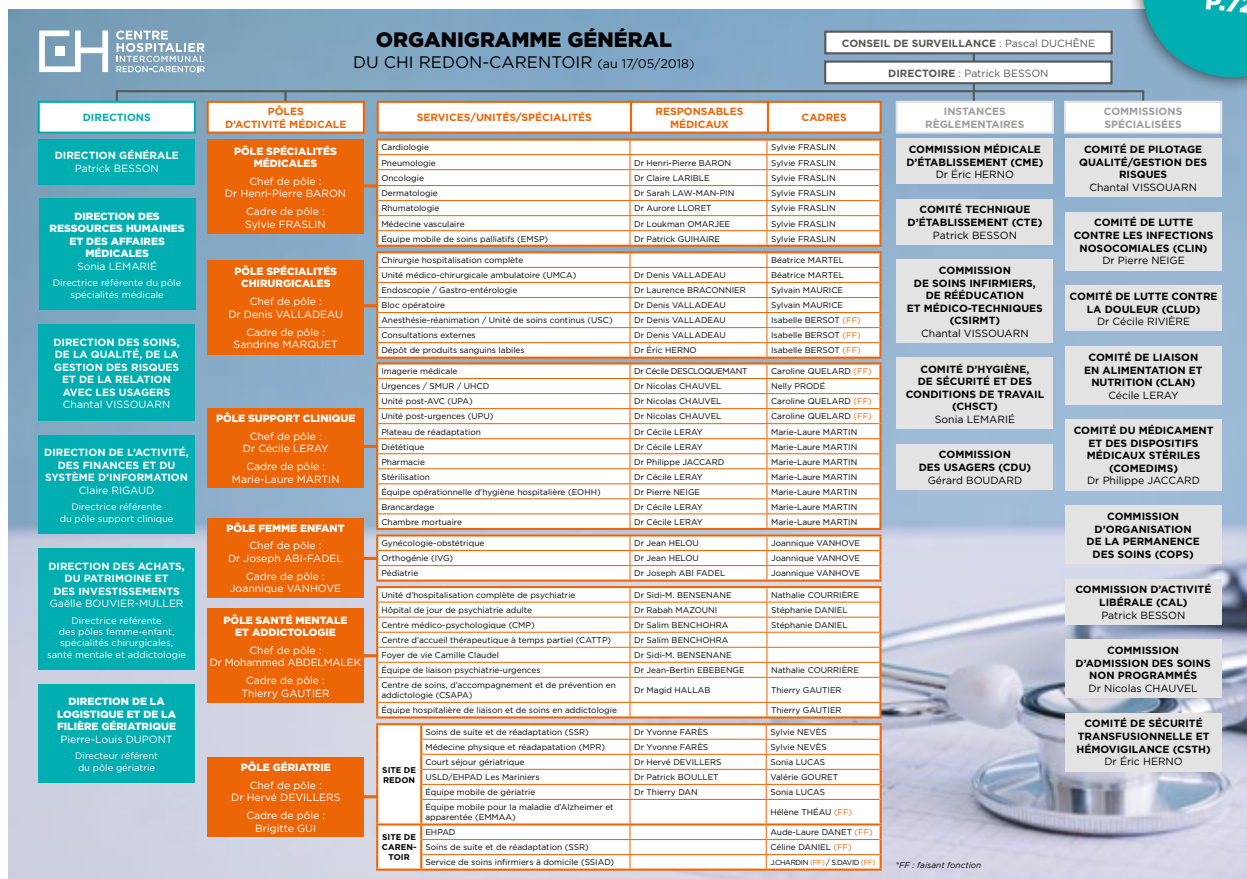 P.72
CENTRE
HOSPITALIER
INTERCOMMUNAL
REDON-CARENTOIR
ORGANIGRAMME GÉNÉRAL
DU CHI REDON-CARENTOIR (au 17/05/2018)
CONSEIL DE SURVEILLANCE : Pascal DUCHÊNE
DIRECTOIRE : Patrick BESSON
DIRECTIONS
DIRECTION GÉNÉRALE
Patrick BESSON
DIRECTION DES
RESSOURCES HUMAINES
ET DES AFFAIRES
MÉDICALES
Sonia LEMARIÉ
Directrice référente du pôle
spécialités médicale
DIRECTION DES SOINS,
DE LA QUALITÉ, DE LA
GESTION DES RISQUES
ET DE LA RELATION
AVEC LES USAGERS
Chantal VISSOUARN
DIRECTION DE L'ACTIVITÉ,
DES FINANCES ET DU
SYSTÈME D'INFORMATION
Claire RIGAUD
Directrice référente
du pôle support clinique
DIRECTION DES ACHATS,
DU PATRIMOINE ET
DES INVESTISSEMENTS
Gaëlle BOUVIER-MULLER
Directrice référente
des pôles femme-enfant,
spécialités chirurgicales,
santé mentale et addictologie
DIRECTION DE LA
LOGISTIQUE ET DE LA
FILIÈRE GÉRIATRIQUE
Pierre-Louis DUPONT
Directeur référent
du pôle gériatrie
PÔLES
D'ACTIVITÉ MÉDICALE
PÔLE SPÉCIALITÉS
MÉDICALES
Chef de pôle :
Dr Henri-Pierre BARON
Cadre de pôle :
Sylvie FRASLIN
PÔLE SPÉCIALITÉS
CHIRURGICALES
Chef de pôle :
Dr Denis VALLADEAU
Cadre de pôle :
Sandrine MARQUET
PÔLE SUPPORT CLINIQUE
Chef de pôle :
Dr Cécile LERAY
Cadre de pôle :
Marie-Laure MARTIN
PÔLE FEMME ENFANT
Chef de pôle :
Dr Joseph ABI-FADEL
Cadre de pôle :
Joannique VANHOVE
PÔLE SANTÉ MENTALE
ET ADDICTOLOGIE
Chef de pôle :
Dr Mohammed ABDELMALEK
Cadre de pôle :
Thierry GAUTIER
PÔLE GÉRIATRIE
Chef de pôle :
Dr Hervé DEVILLERS
Cadre de pôle :
Brigitte GUI
SERVICES/UNITÉS/SPÉCIALITÉS RESPONSABLES MÉDICAUX CADRES
Cardiologie Sylvie FRASLIN
Pneumologie Dr Henri-Pierre BARON Sylvie FRASLIN
Oncologie Dr Claire LARIBLE Sylvie FRASLIN
Dermatologie Dr Sarah LAW-MAN-PIN Sylvie FRASLIN
Rhumatologie Dr Aurore LLORET Sylvie FRASLIN
Médecine vasculaire Dr Loukman OMARJEE Sylvie FRASLIN
Équipe mobile de soins palliatifs (EMSP) Dr Patrick GUIHAIRE Sylvie FRASLIN
Chirurgie hospitalisation complète Béatrice MARTEL
Unité médico-chirurgicale ambulatoire (UMCA) Dr Denis VALLADEAU Béatrice MARTEL
Endoscopie / Gastro-entérologie Dr Laurence BRACONNIER Sylvain MAURICE
Bloc opératoire Dr Denis VALLADEAU Sylvain MAURICE
Anesthésie-réanimation / Unité de soins continus (USC) Dr Denis VALLADEAU Isabelle BERSOT (FF)
Consultations externes Dr Denis VALLADEAU Isabelle BERSOT (FF)
Dépôt de produits sanguins labiles Dr Éric HERNO Isabelle BERSOT (FF)
Imagerie médicale Dr Cécile DESCLOQUEMANT Caroline QUELARD (FF)
Urgences / SMUR / UHCD Dr Nicolas CHAUVEL Nelly PRODÉ
Unité post-AVC (UPA) Dr Nicolas CHAUVEL Caroline QUELARD (FF)
Unité post-urgences (UPU) Dr Nicolas CHAUVEL Caroline QUELARD (FF)
Plateau de réadaptation Dr Cécile LERAY Marie-Laure MARTIN
Diététique Dr Cécile LERAY Marie-Laure MARTIN
Pharmacie Dr Philippe JACCARD Marie-Laure MARTIN
Stérilisation Dr Cécile LERAY Marie-Laure MARTIN
Équipe opérationnelle d'hygiène hospitalière (EOHH) Dr Pierre NEIGE Marie-Laure MARTIN
Brancardage Dr Cécile LERAY Marie-Laure MARTIN
Chambre mortuaire Dr Cécile LERAY Marie-Laure MARTIN
Gynécologie-obstétrique Dr Jean HELOU Joannique VANHOVE
Orthogénie (IVG) Dr Jean HELOU Joannique VANHOVE
Pédiatrie Dr Joseph ABI FADEL Joannique VANHOVE
Unité d'hospitalisation complète de psychiatrie Dr Sidi-M. BENSENANE Nathalie COURRIÈRE
Hôpital de jour de psychiatrie adulte Dr Rabah MAZOUNI Stéphanie DANIEL
Centre médico-psychologique (CMP) Dr Salim BENCHOHRA Stéphanie DANIEL
Centre d'accueil thérapeutique à temps partiel (CATTP) Dr Salim BENCHOHRA
Foyer de vie Camille Claudel Dr Sidi-M. BENSENANE
Équipe de liaison psychiatrie-urgences Dr Jean-Bertin EBEBENGE Nathalie COURRIÈRE
Centre de soins, d'accompagnement et de prévention en
addictologie (CSAPA) Dr Magid HALLAB Thierry GAUTIER
Équipe hospitalière de liaison et de soins en addictologie Thierry GAUTIER
SITE DE
REDON
Soins de suite et de réadaptation (SSR) Dr Yvonne FARÈS Sylvie NEVÈS
Médecine physique et réadapatation (MPR) Dr Yvonne FARÈS Sylvie NEVÈS
Court séjour gériatrique Dr Hervé DEVILLERS Sonia LUCAS
USLD/EHPAD Les Mariniers Dr Patrick BOULLET Valérie GOURET
Équipe mobile de gériatrie Dr Thierry DAN Sonia LUCAS
Équipe mobile pour la maladie d'Alzheimer et
apparentée (EMMAA) Hélène THÉAU (FF)
SITE DE
CAREN-
TOIR
EHPAD Aude-Laure DANET (FF)
Soins de suite et de réadaptation (SSR) Céline DANIEL (FF)
Service de soins infirmiers à domicile (SSIAD) J.CHARDIN (FF) / S.DAVID (FF)
INSTANCES
RÈGLEMENTAIRES
COMMISSION MÉDICALE
D'ÉTABLISSEMENT (CME)
Dr Éric HERNO
COMITÉ TECHNIQUE
D'ÉTABLISSEMENT (CTE)
Patrick BESSON
COMMISSION
DE SOINS INFIRMIERS,
DE RÉÉDUCATION
ET MÉDICO-TECHNIQUES
(CSIRMT)
Chantal VISSOUARN
COMITÉ D'HYGIÈNE,
DE SÉCURITÉ ET DES
CONDITIONS DE TRAVAIL
(CHSCT)
Sonia LEMARIÉ
COMMISSION
DES USAGERS (CDU)
Gérard BOUDARD
COMMISSIONS
SPÉCIALISÉES
COMITÉ DE PILOTAGE
QUALITÉ/GESTION DES
RISQUES
Chantal VISSOUARN
COMITÉ DE LUTTE
CONTRE LES INFECTIONS
NOSOCOMIALES (CLIN)
Dr Pierre NEIGE
COMITÉ DE LUTTE CONTRE
LA DOULEUR (CLUD)
Dr Cécile RIVIÈRE
COMITÉ DE LIAISON
EN ALIMENTATION ET
NUTRITION (CLAN)
Cécile LERAY
COMITÉ DU MÉDICAMENT
ET DES DISPOSITIFS
MÉDICAUX STÉRILES
(COMEDIMS)
Dr Philippe JACCARD
COMMISSION
D'ORGANISATION
DE LA PERMANENCE
DES SOINS (COPS)
COMMISSION D'ACTIVITÉ
LIBÉRALE (CAL)
Patrick BESSON
COMMISSION
D'ADMISSION DES SOINS
NON PROGRAMMÉS
Dr Nicolas CHAUVEL
COMITÉ DE SÉCURITÉ
TRANSFUSIONNELLE ET
HÉMOVIGILANCE (CSTH)
Dr Éric HERNO
*FF : faisant fonction